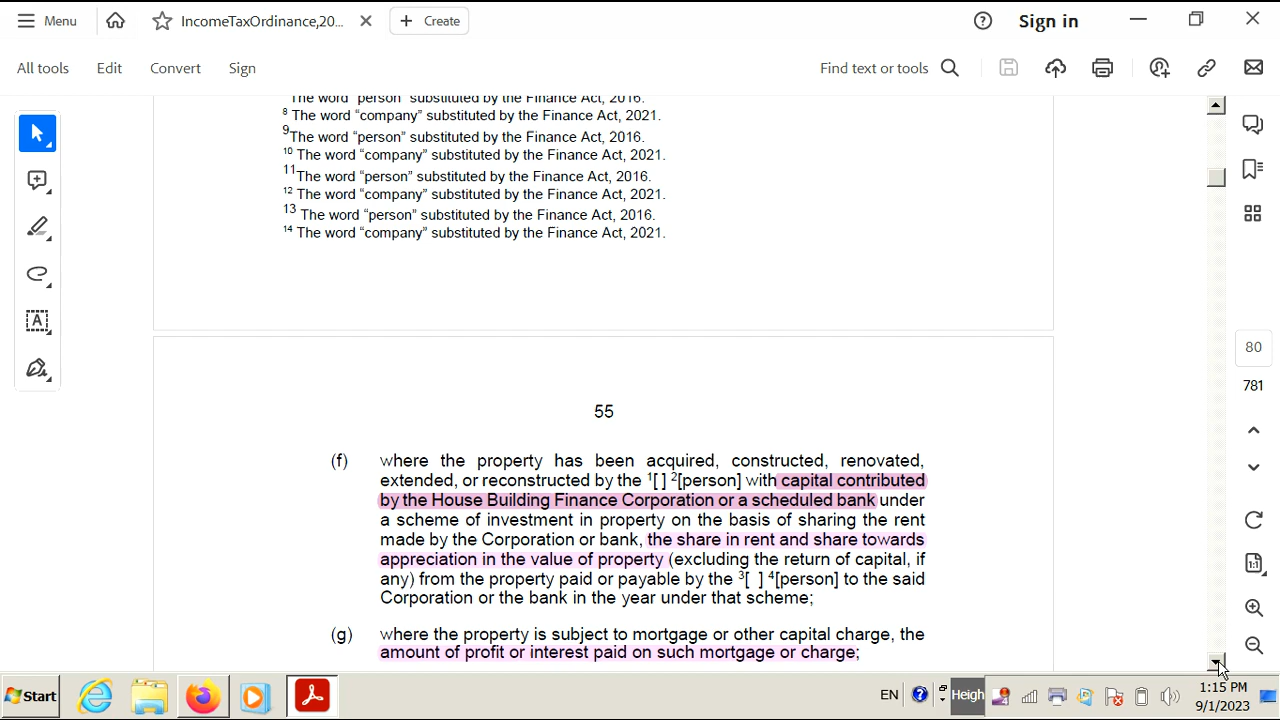 Menu
IncomeTaxOrdinance,20...
+ Create
Sign in
All tools
Edit
Convert
Sign
Find text or tools
The word "person" substituted by the Finance Act, 2016.
8 The word “company” substituted by the Finance Act, 2021.
9The word “person” substituted by the Finance Act, 2016.
10 The word “company” substituted by the Finance Act, 2021.
11The word “person” substituted by the Finance Act, 2016.
12 The word “company” substituted by the Finance Act, 2021.
13 The word “person” substituted by the Finance Act, 2016.
14 The word “company” substituted by the Finance Act, 2021.
55
(f) where the property has been acquired, constructed, renovated,
extended, or reconstructed by the 1[ ] 2[person] with capital contributed
by the House Building Finance Corporation or a scheduled bank under
a scheme of investment in property on the basis of sharing the rent
made by the Corporation or bank, the share in rent and share towards
appreciation in the value of property (excluding the return of capital, if
any) from the property paid or payable by the 3[ ] 4[person] to the said
Corporation or the bank in the year under that scheme;
(g) where the property is subject to mortgage or other capital charge, the
amount of profit or interest paid on such mortgage or charge;
80
781
1:1
Start
EN
Heigh
1:15 PM
9/1/2023